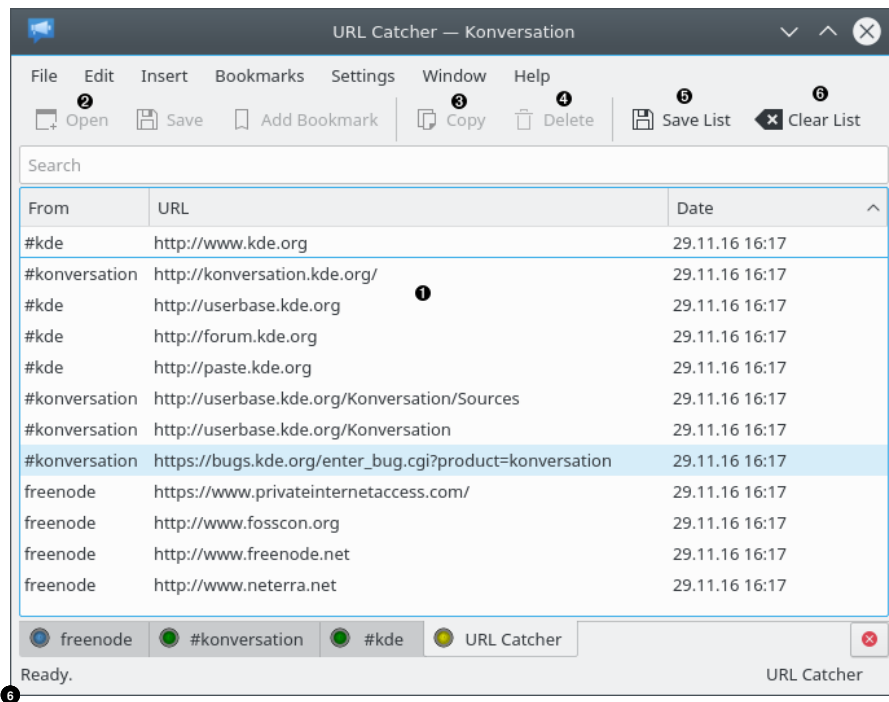 URL Catcher — Konversation
File Edit Insert Bookmarks Settings Window Help
❷ ❸ ❹ ❺ ❻
Open Save Add Bookmark Copy Delete Save List Clear List
Search
From URL Date
#kde http://www.kde.org 29.11.16 16:17
#konversation http://konversation.kde.org/ 29.11.16 16:17
❶
#kde http://userbase.kde.org 29.11.16 16:17
#kde http://forum.kde.org 29.11.16 16:17
#kde http://paste.kde.org 29.11.16 16:17
#konversation http://userbase.kde.org/Konversation/Sources 29.11.16 16:17
#konversation http://userbase.kde.org/Konversation 29.11.16 16:17
#konversation https://bugs.kde.org/enter_bug.cgi?product=konversation 29.11.16 16:17
freenode https://www.privateinternetaccess.com/ 29.11.16 16:17
freenode http://www.fosscon.org 29.11.16 16:17
freenode http://www.freenode.net 29.11.16 16:17
freenode http://www.neterra.net 29.11.16 16:17
freenode #konversation #kde URL Catcher
Ready. URL Catcher
❻